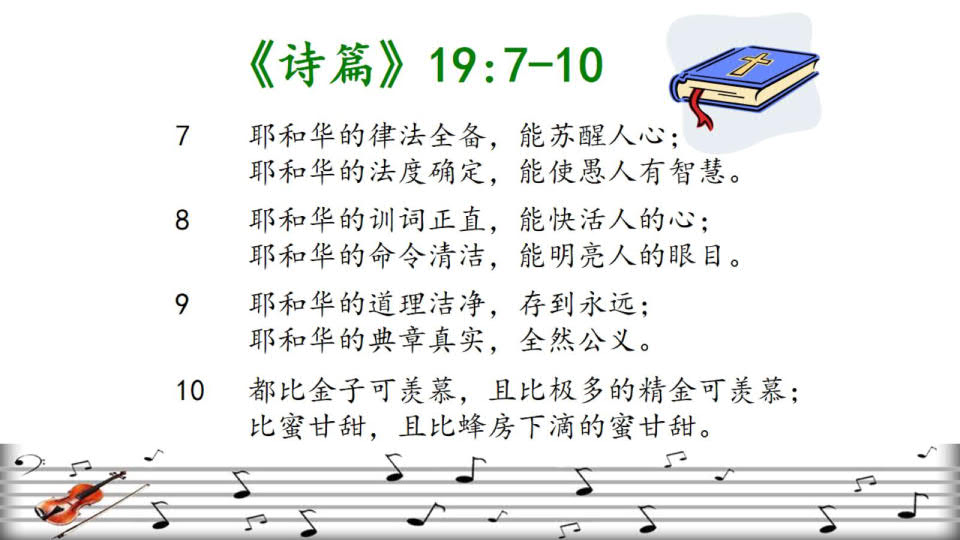 《诗篇》19:7-10
7 耶和华的律法全备，能苏醒人心；
耶和华的法度确定，能使愚人有智慧。
8 耶和华的训词正直，能快活人的心；
耶和华的命令清洁，能明亮人的眼目。
9 耶和华的道理洁净，存到永远；
耶和华的典章真实，全然公义。
10 都比金子可羡慕，且比极多的精金可羡慕；
比蜜甘甜，且比蜂房下滴的蜜甘甜。